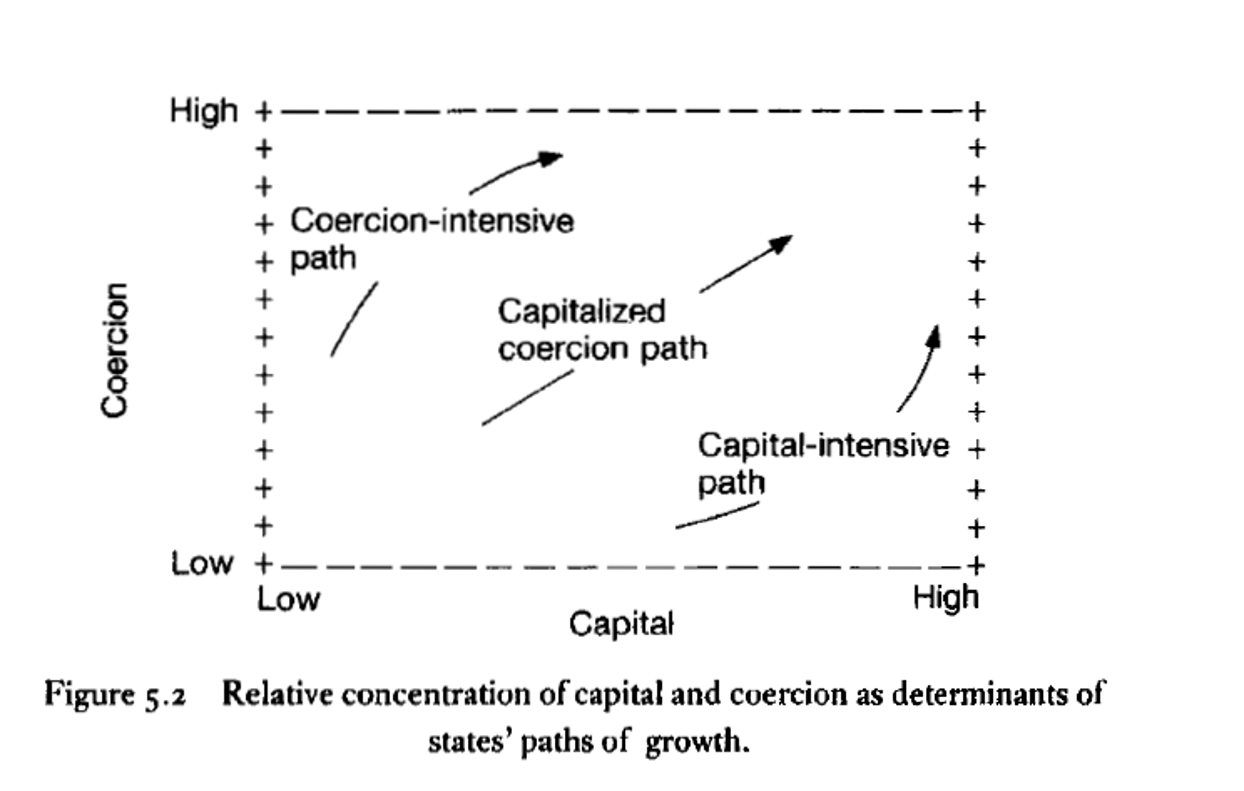 High
Coercion-intensive
path
Capitalized
coercion path
Coercion
Capital-intensive
path
Low
Low
High
Capital
Figure 5.2 Relative concentration of capital and coercion as determinants of
states' paths of growth.